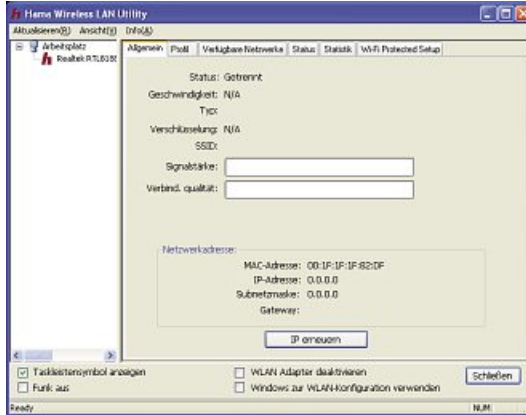 Hama Wireless LAN Utility
Aktualisieren(R) Ansicht(V) Info(A)
Arbeitsplatz
Realtek RTL818
Allgemein Profil Verfügbare Netzwerke Status Statistik Wi-Fi Protected Setup
Status: Getrennt
Geschwindigkeit: N/A
Typ:
Verschlüsselung: N/A
SSID:
Signalstärke:
Verbind. qualität:
Netzwerkadresse:
MAC-Adresse: 00:1F:1F:1F:82:DF
IP-Adresse: 0.0.0.0
Subnetzmaske: 0.0.0.0
Gateway:
IP erneuern
Taskleistensymbol anzeigen
WLAN Adapter deaktivieren
Schließen
Funk aus
Windows zur WLAN-Konfiguration verwenden
Ready NUM